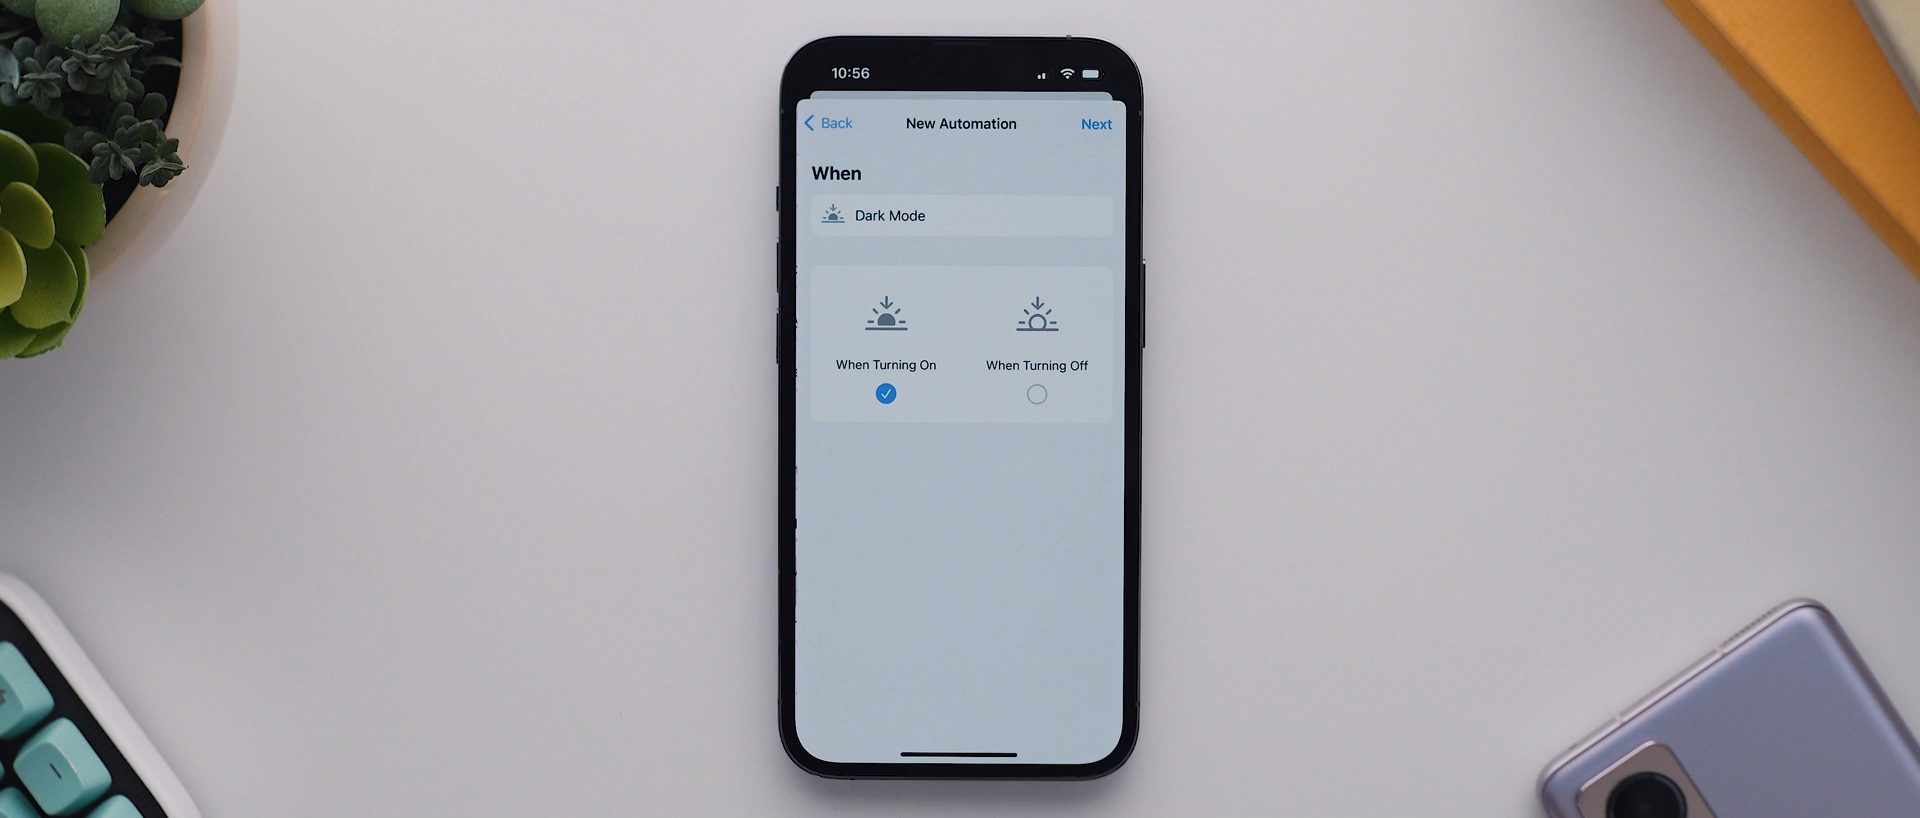 10:56
Back New Automation Next
When
Dark Mode
When Turning On When Turning Off